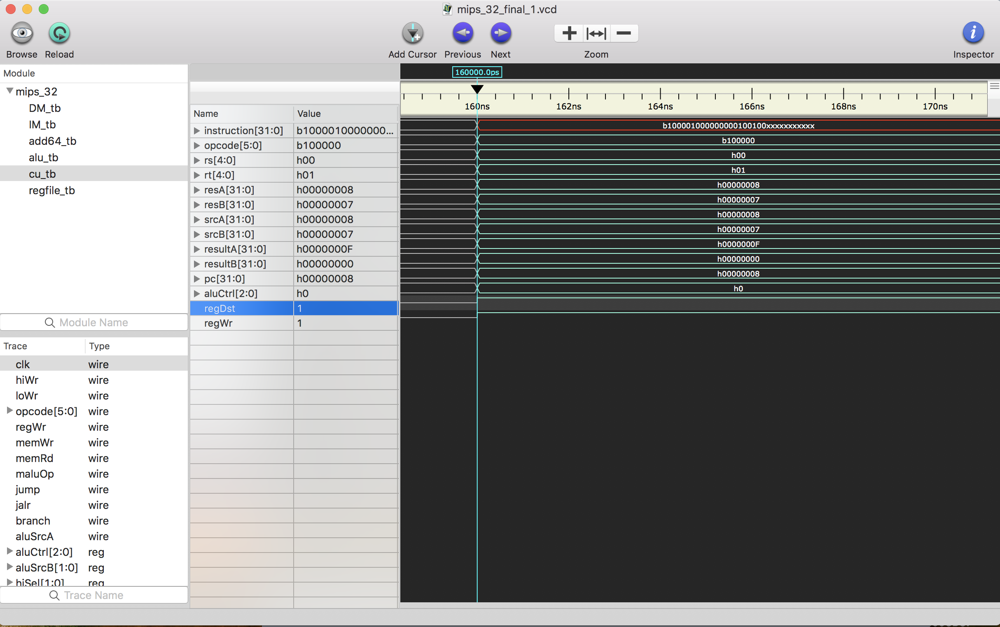 mips_32_final_1.vcd
Browse Reload Add Cursor Previous Next Zoom Inspector
Module
mips_32
DM_tb
IM_tb
add64_tb
alu_tb
cu_tb
regfile_tb
Module Name
Trace Type
clk wire
hiWr wire
loWr wire
opcode[5:0] wire
regWr wire
memWr wire
memRd wire
maluOp wire
jump wire
jalr wire
branch wire
aluSrcA wire
aluCtrl[2:0] reg
aluSrcB[1:0] reg
hiSel[1:0] reg
Trace Name
Name Value
instruction[31:0] b1000010000000...
opcode[5:0] b100000
rs[4:0] h00
rt[4:0] h01
resA[31:0] h00000008
resB[31:0] h00000007
srcA[31:0] h00000008
srcB[31:0] h00000007
resultA[31:0] h0000000F
resultB[31:0] h00000000
pc[31:0] h00000008
aluCtrl[2:0] h0
regDst 1
regWr 1
160000.0ps
160ns 162ns 164ns 166ns 168ns 170ns
b100001000000000100100xxxxxxxxxxx
b100000
h00
h01
h00000008
h00000007
h00000008
h00000007
h0000000F
h00000000
h00000008
h0